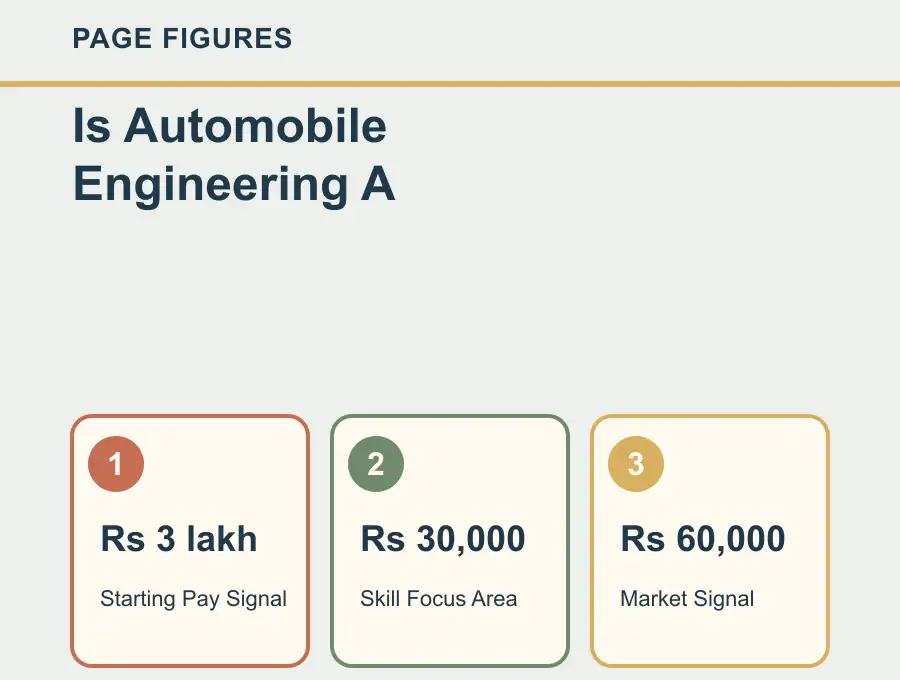 PAGE FIGURES
Is Automobile
Engineering A
1
Rs 3 lakh
Starting Pay Signal
2
Rs 30,000
Skill Focus Area
3
Rs 60,000
Market Signal